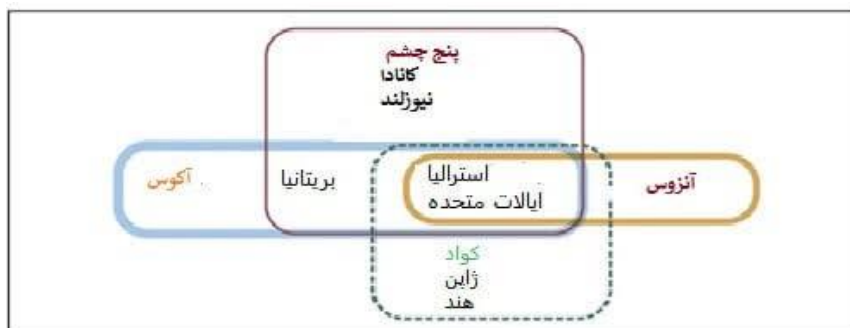 پنج چشم
کانادا
نیوزلند
آنزوس
استرالیا
ایالات متحده
بریتانیا
آکوس
کواد
ژاپن
هند